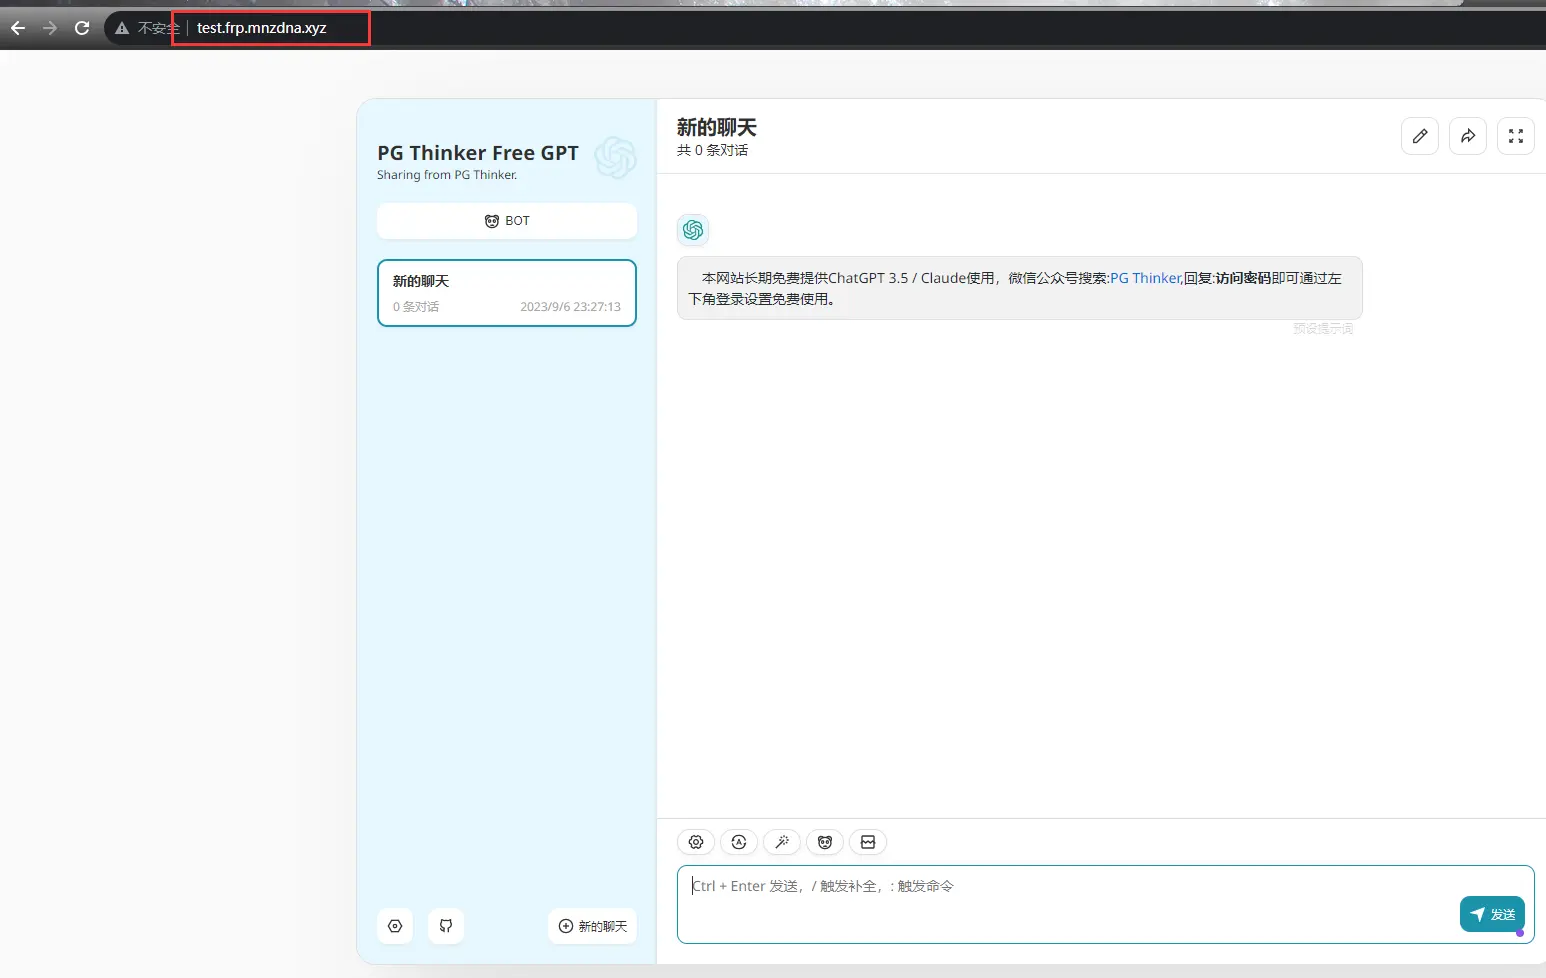 不安全
test.frp.mnzdna.xyz
PG Thinker Free GPT
Sharing from PG Thinker.
BOT
新的聊天
0 条对话
2023/9/6 23:27:13
新的聊天
共 0 条对话
本网站长期免费提供ChatGPT 3.5 / Claude使用，微信公众号搜索:PG Thinker,回复:访问密码即可通过左
下角登录设置免费使用。
预设提示词
Ctrl + Enter 发送，/ 触发补全，: 触发命令
发送
新的聊天